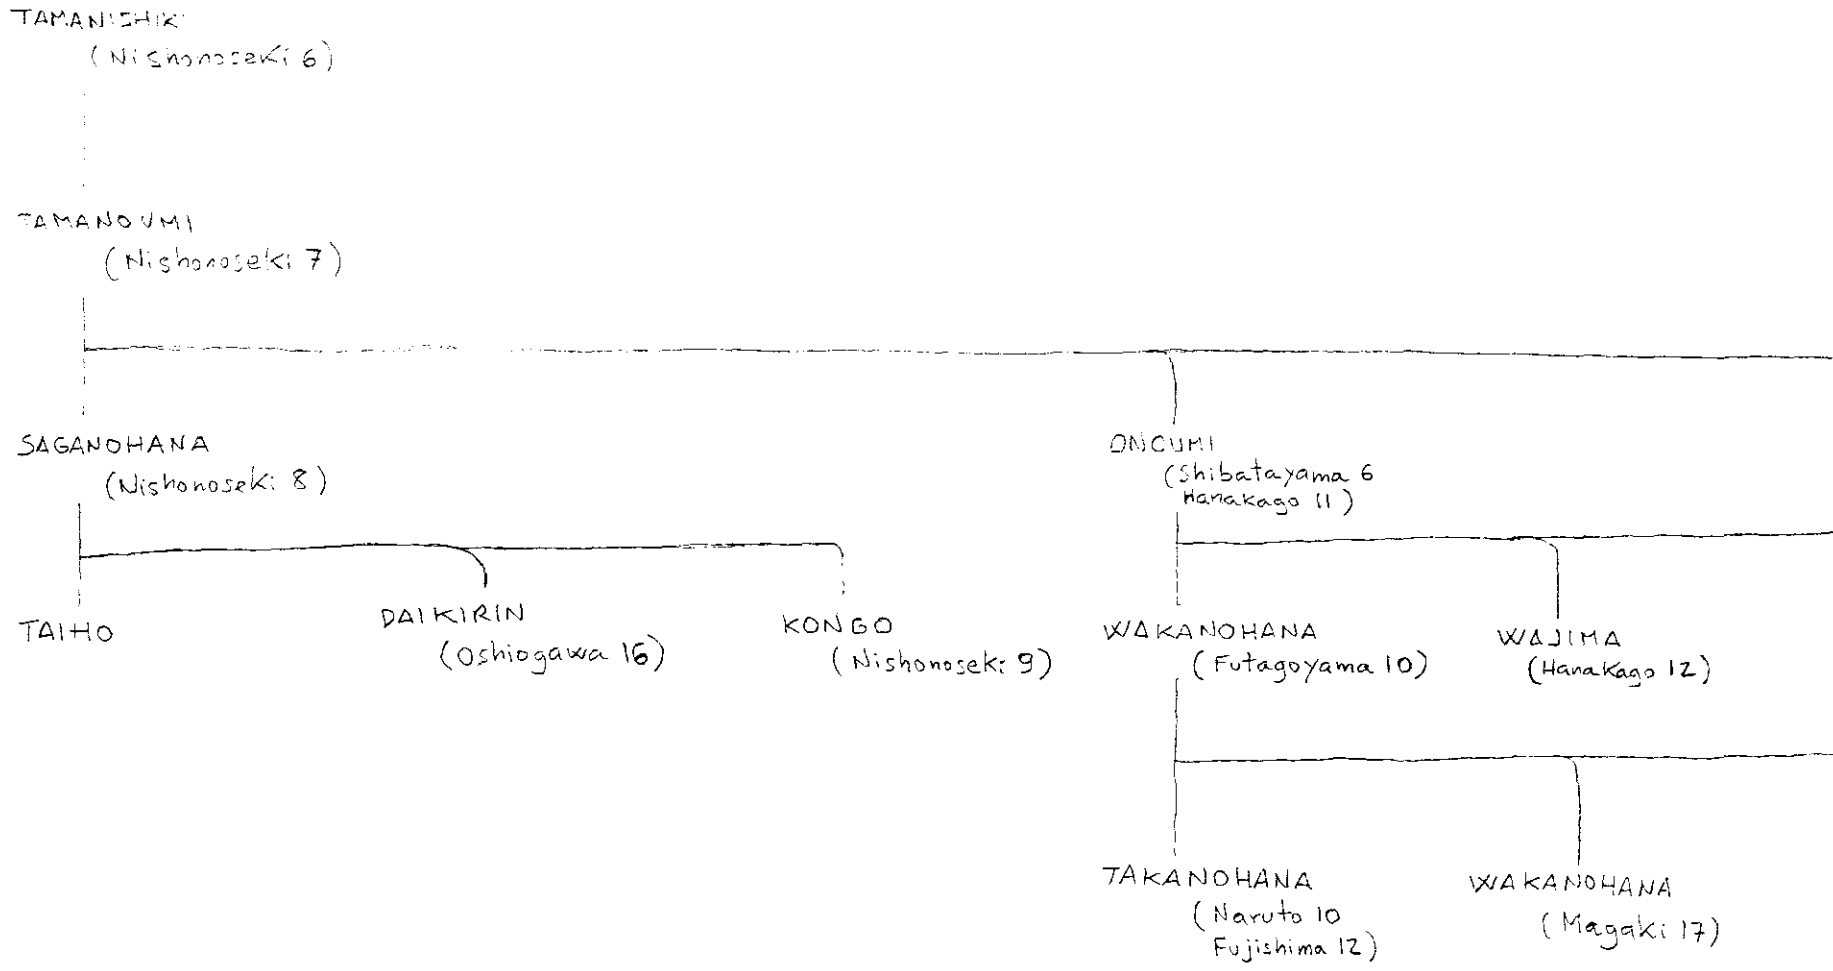 TAMANISHIKI
(Nishonoseki 6)
TAMANOUMI
(Nishonoseki 7)
SAGANOHANA
(Nishonoseki 8)
ONOUMI
(Shibatayama 6
Hanakago 11)
TAIHO
DAIKIRIN
(Oshiogawa 16)
KONGO
(Nishonoseki 9)
WAKANOHANA
(Futagoyama 10)
WAJIMA
(Hanakago 12)
TAKANOHANA
(Naruto 10
Fujishima 12)
WAKANOHANA
(Magaki 17)